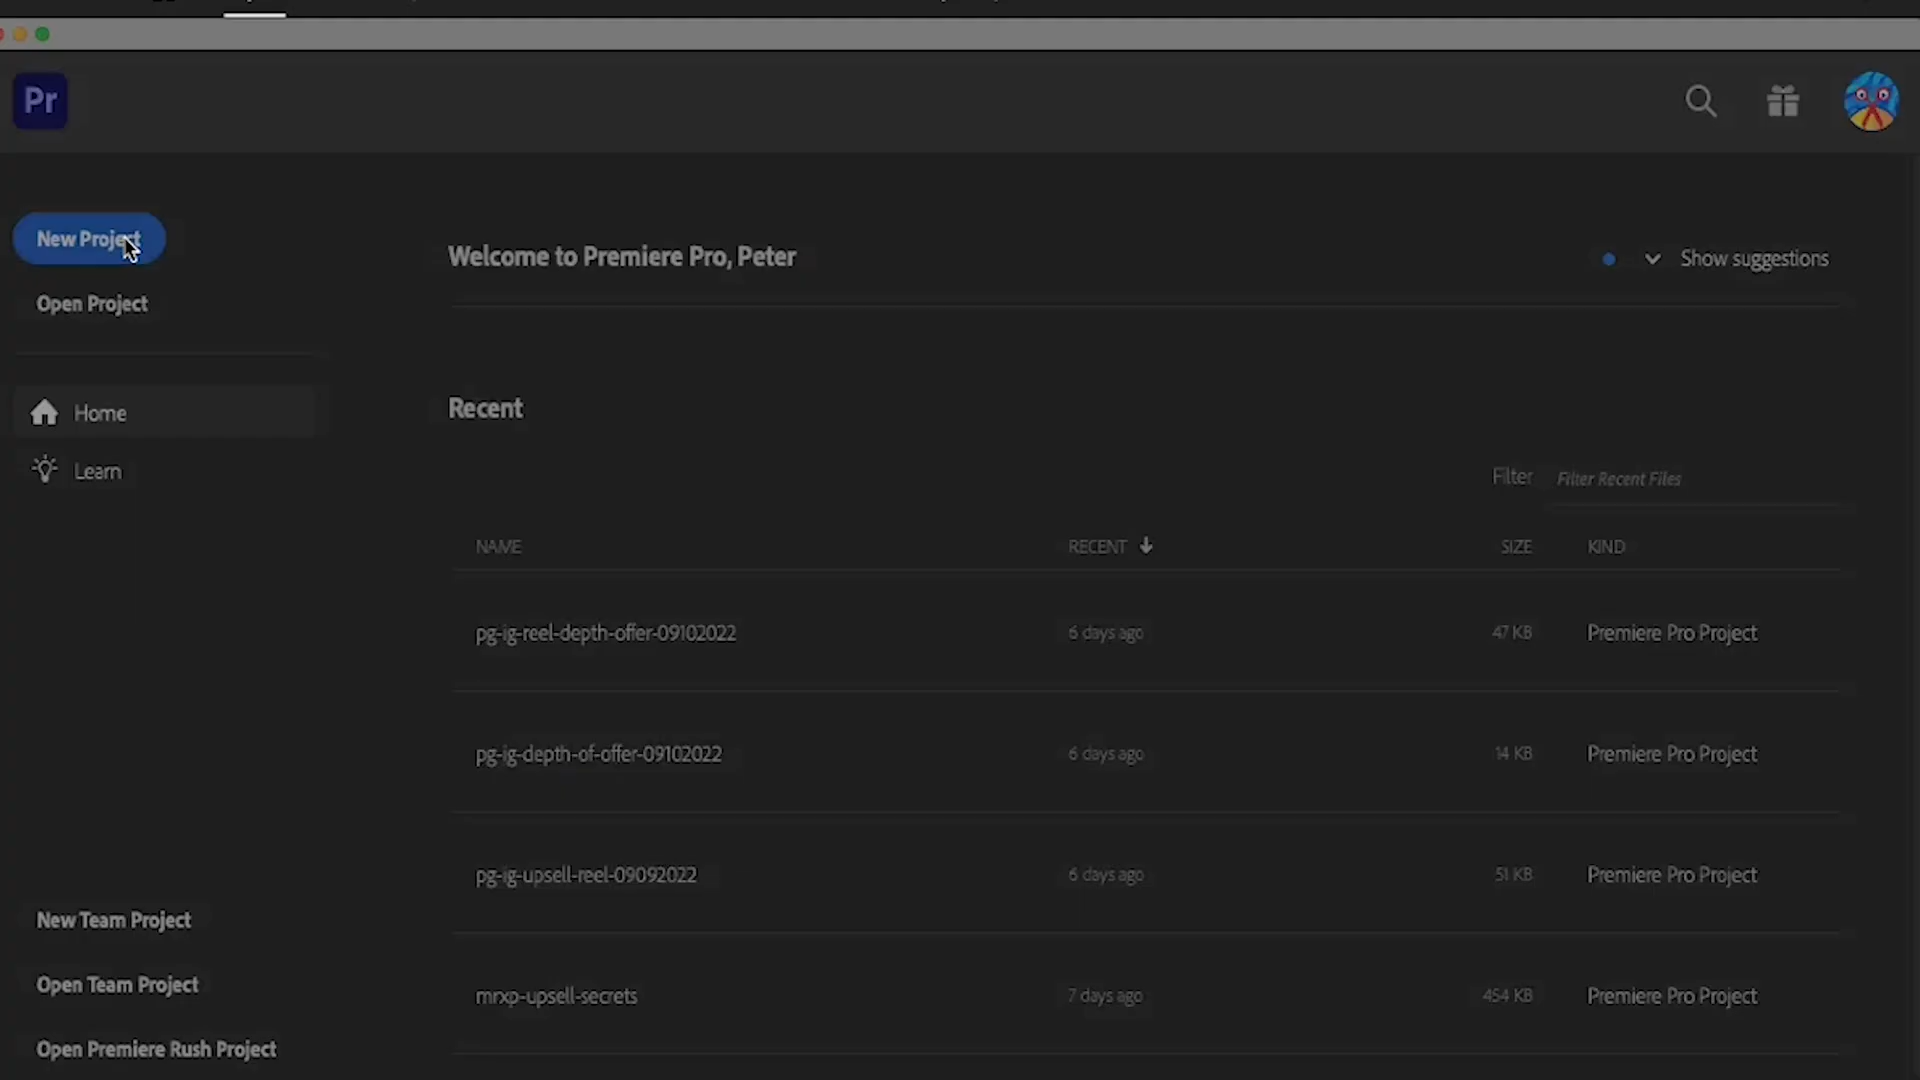 Pr
New Project
Open Project
Home
Learn
New Team Project
Open Team Project
Open Premiere Rush Project
Welcome to Premiere Pro, Peter
Show suggestions
Recent
Filter Filter Recent Files
NAME RECENT SIZE KIND
pg-ig-reel-depth-offer-09102022 6 days ago 47 KB Premiere Pro Project
pg-ig-depth-of-offer-09102022 6 days ago 14 KB Premiere Pro Project
pg-ig-upsell-reel-09092022 6 days ago 51 KB Premiere Pro Project
mrxp-upsell-secrets 7 days ago 454 KB Premiere Pro Project